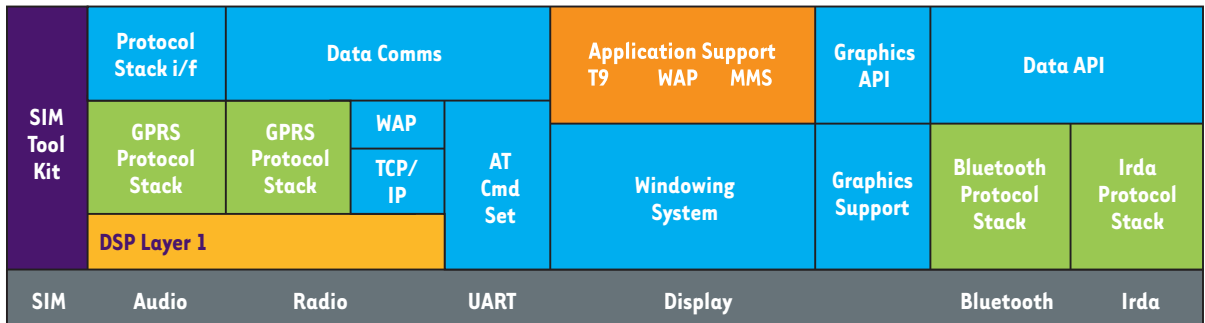 SIM
Tool
Kit
Protocol
Stack i/f
Data Comms
Application Support
T9 WAP MMS
Graphics
API
Data API
GPRS
Protocol
Stack
GPRS
Protocol
Stack
WAP
TCP/
IP
AT
Cmd
Set
Windowing
System
Graphics
Support
Bluetooth
Protocol
Stack
Irda
Protocol
Stack
DSP Layer 1
SIM Audio Radio UART Display Bluetooth Irda